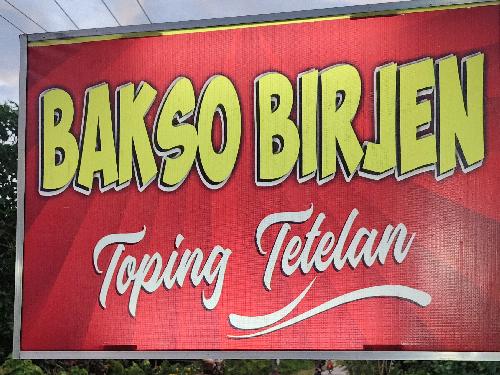 BAKSO BIRJEN
Toping Tetelan